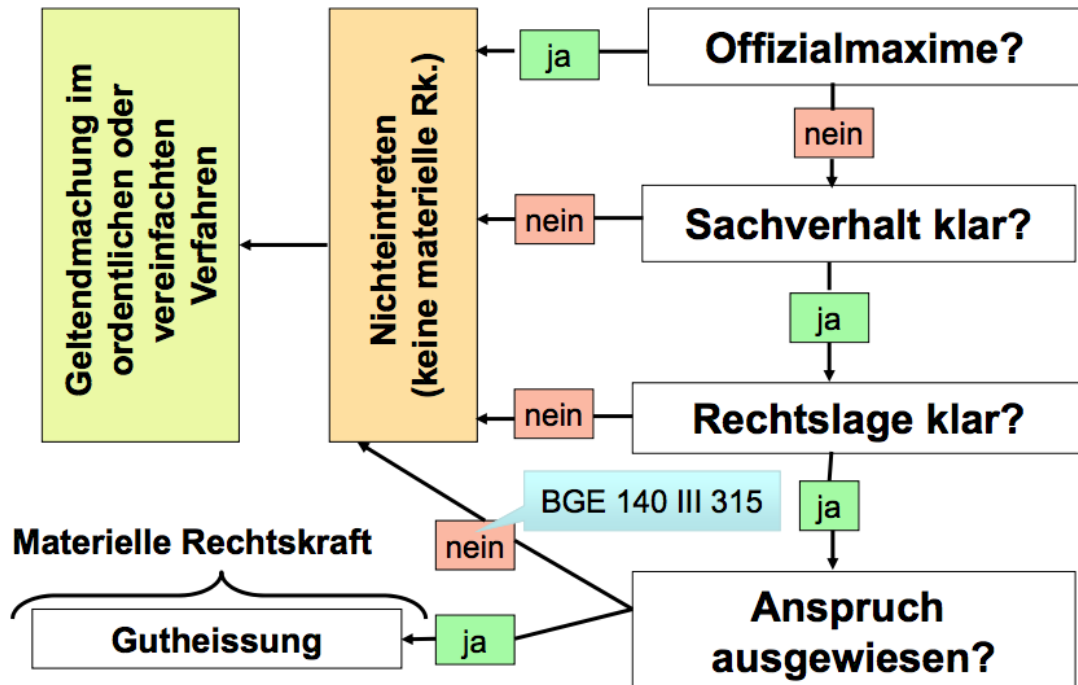 Geltendmachung im
ordentlichen oder
vereinfachten
Verfahren
Nichteintreten
(keine materielle Rk.)
ja
Offizialmaxime?
nein
nein
Sachverhalt klar?
ja
nein
Rechtslage klar?
BGE 140 III 315
ja
nein
Materielle Rechtskraft
Gutheissung
ja
Anspruch
ausgewiesen?